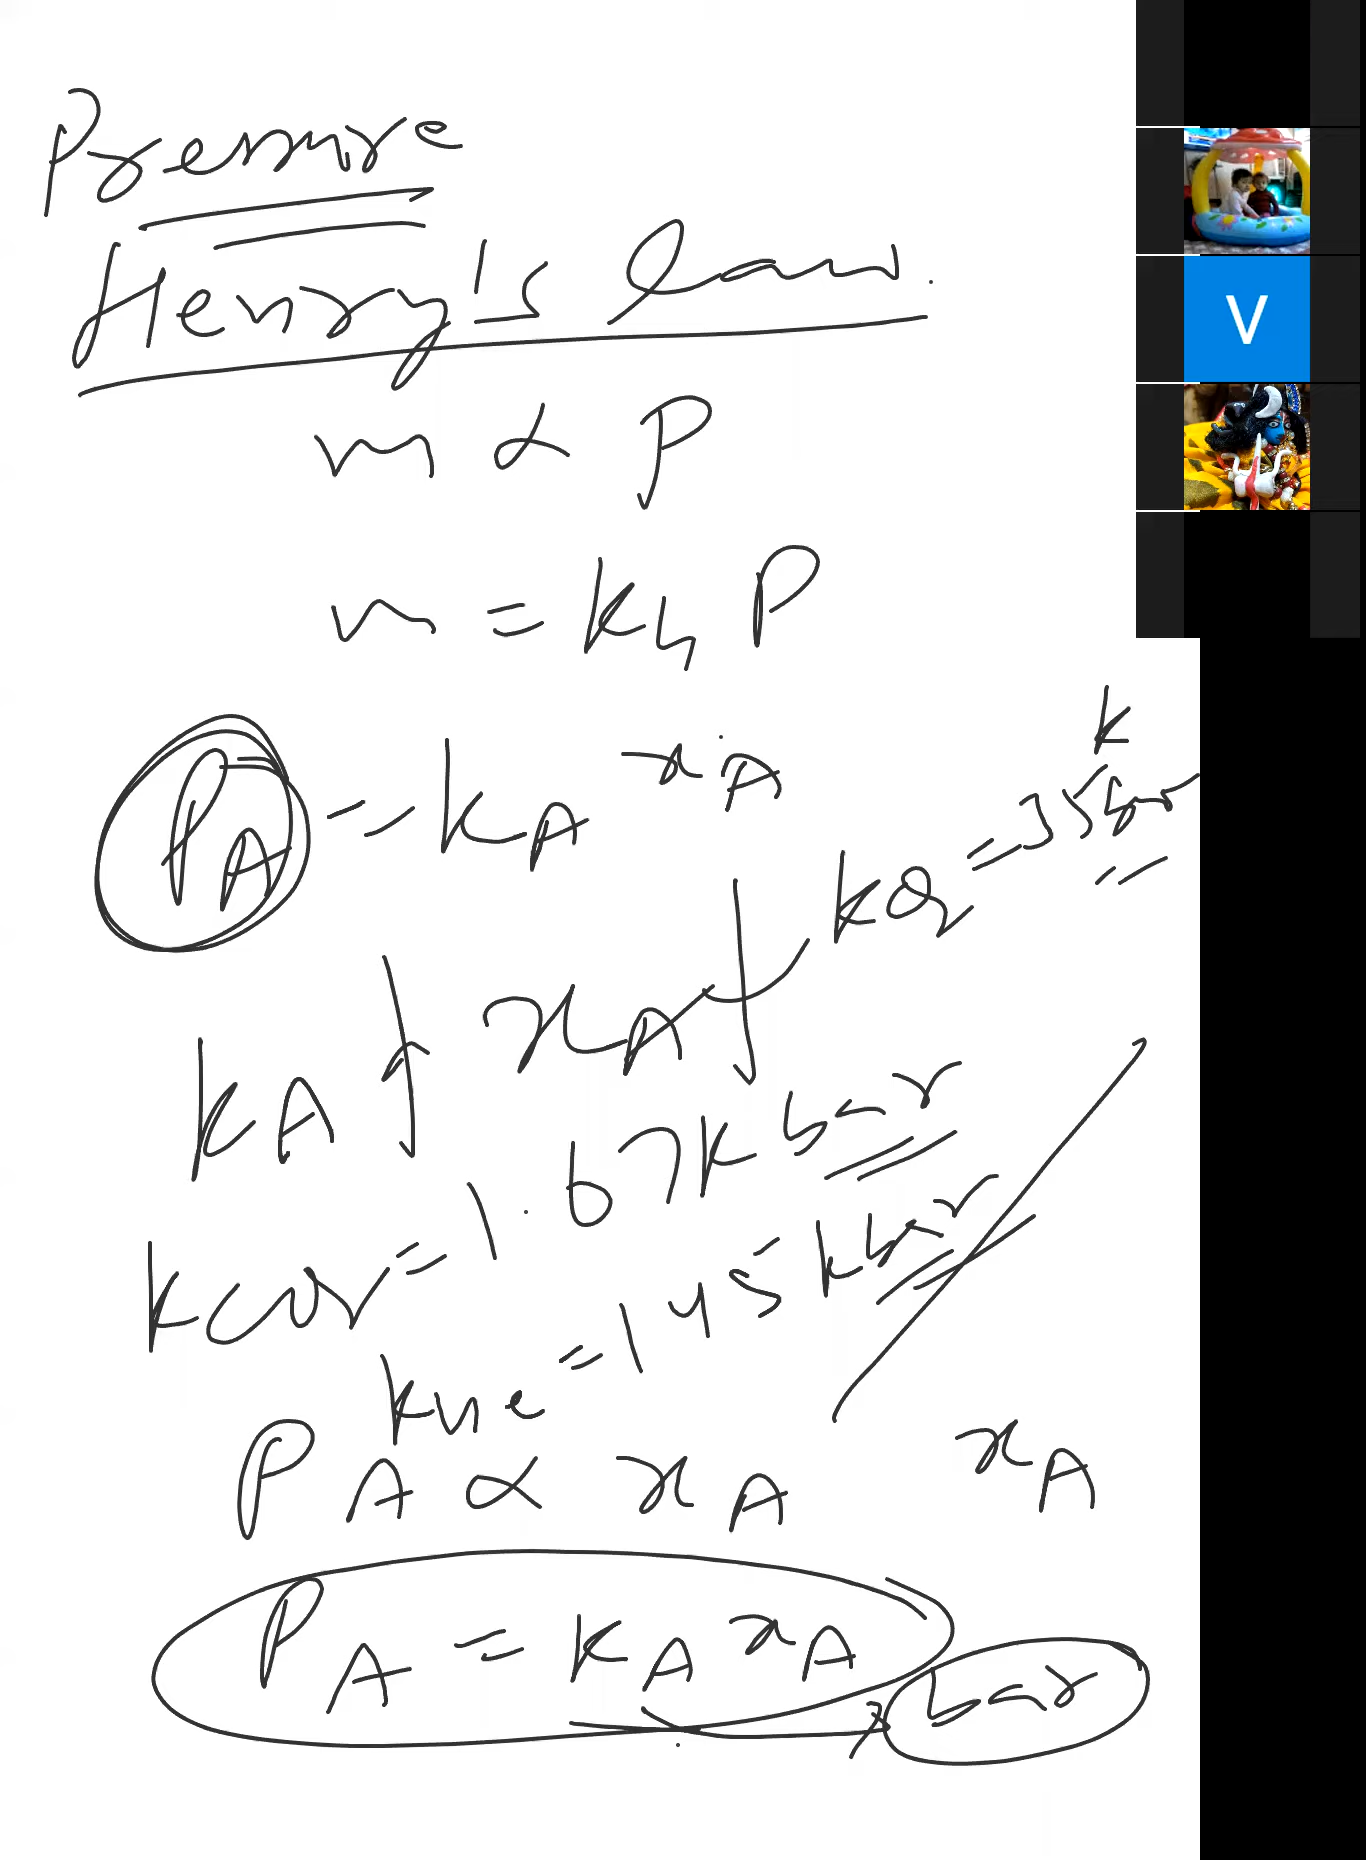 Pressure
Henry's law.
m ∝ P
m = kh P
PA = kA xA
kO2 = 35 k bar
kA ↑ xA ↓
kCO2 = 1.67 k bar
kHe = 145 kbar
PA ∝ xA
xA
PA = kA xA
bar
V